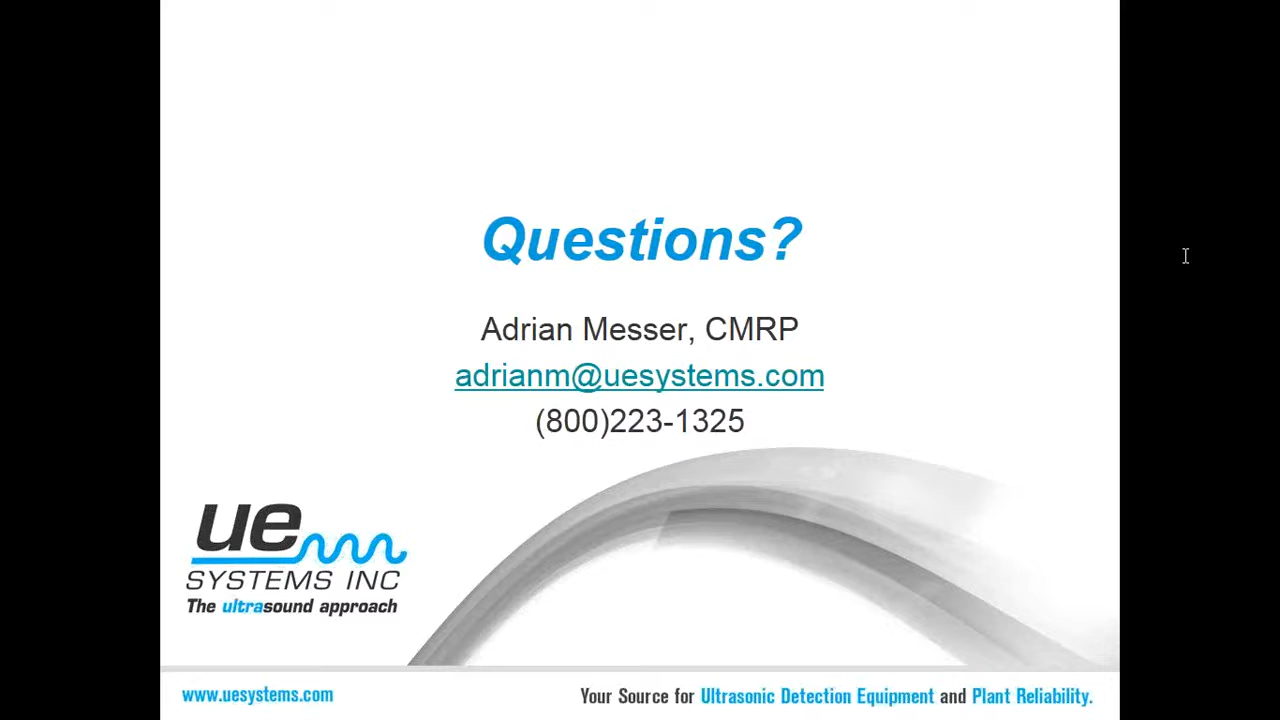 Questions?
Adrian Messer, CMRP
adrianm@uesystems.com
(800)223-1325
ue
SYSTEMS INC
The ultrasound approach
www.uesystems.com
Your Source for Ultrasonic Detection Equipment and Plant Reliability.